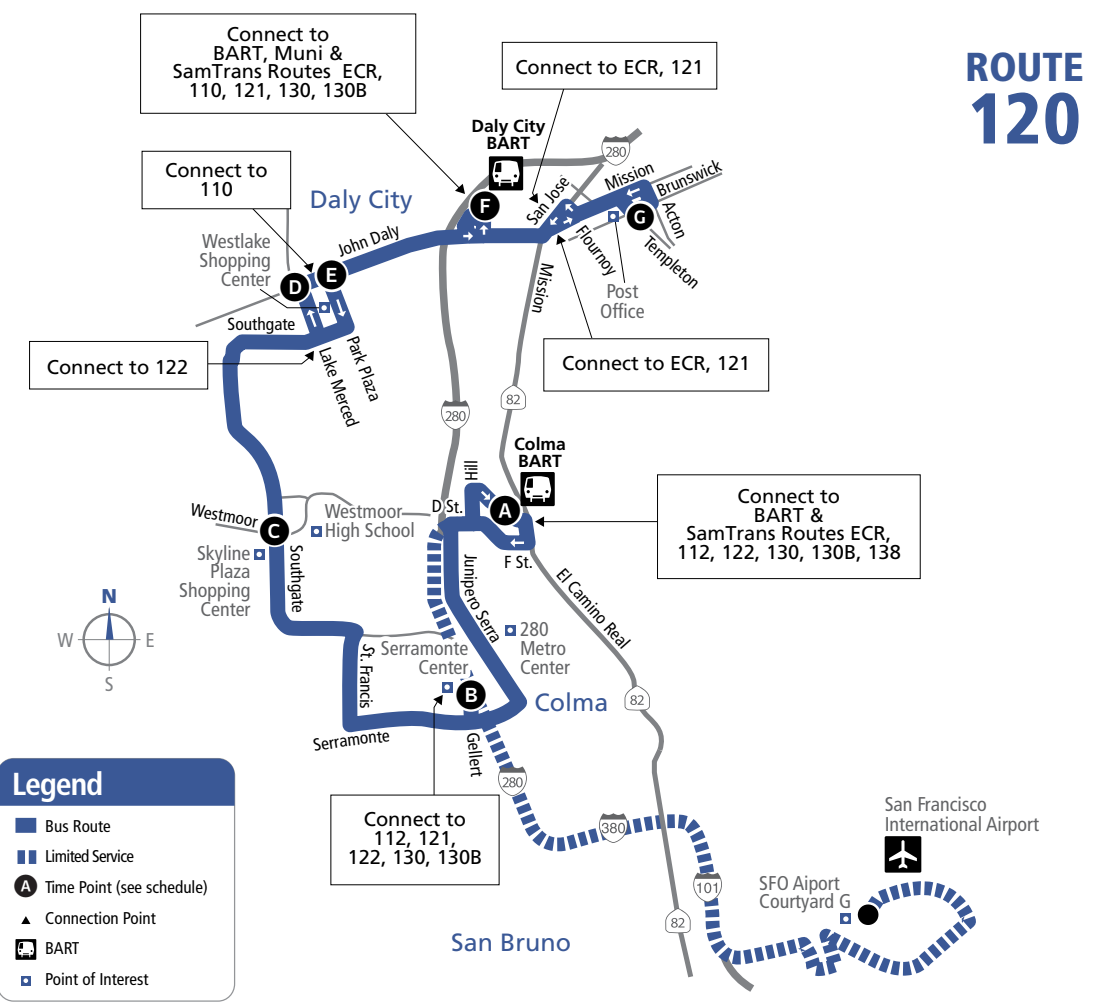 Connect to
BART, Muni &
SamTrans Routes  ECR,
110, 121, 130, 130B
Connect to ECR, 121
ROUTE
120
Daly City
BART
280
Connect to
110
Daly City
Mission
Brunswick
San Jose
F
G
Acton
John Daly
Westlake
Shopping
Center
Flournoy
Templeton
D
E
Mission
Post
Office
Southgate
Park Plaza
Lake Merced
Connect to 122
Connect to ECR, 121
280
82
Colma
BART
Hill
D St.
A
Connect to
BART &
SamTrans Routes ECR,
112, 122, 130, 130B, 138
Westmoor
C
Westmoor
High School
F St.
Skyline
Plaza
Shopping
Center
Southgate
Junipero Serra
El Camino Real
N
W
E
S
280
Metro
Center
Serramonte
Center
St. Francis
B
Colma
82
Serramonte
Gellert
280
Connect to
112, 121,
122, 130, 130B
380
San Francisco
International Airport
101
SFO Aiport
Courtyard G
82
San Bruno
Legend
Bus Route
Limited Service
A
Time Point (see schedule)
Connection Point
BART
Point of Interest